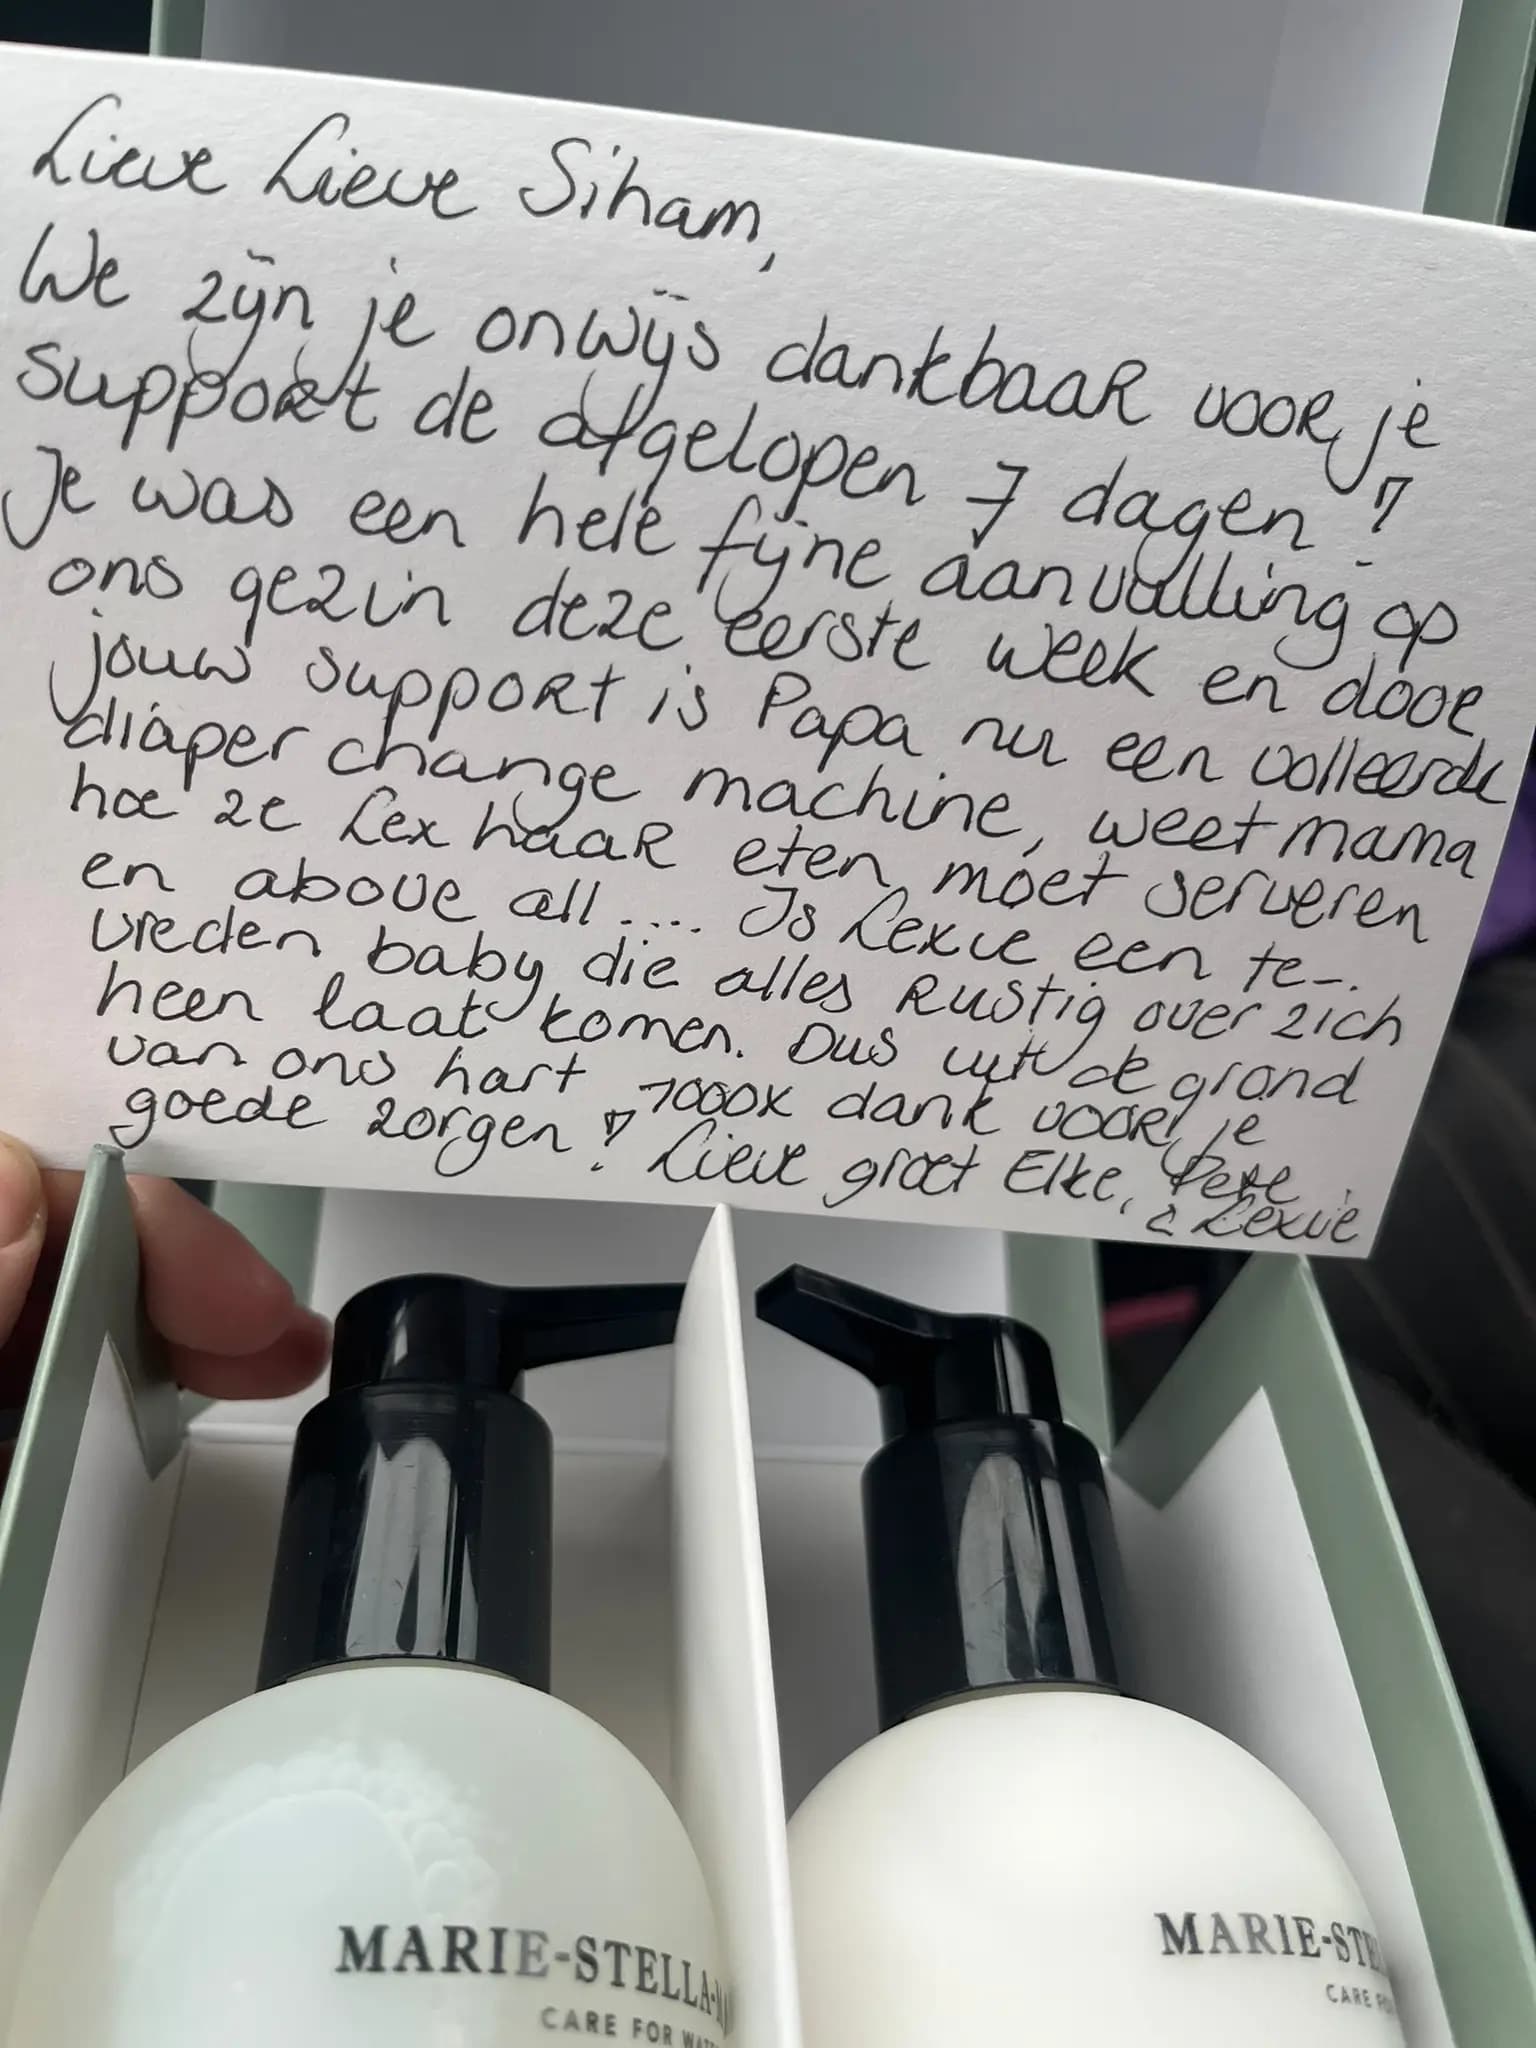 Lieve Lieve Siham,
We zijn je onwijs dankbaar voor je
support de afgelopen 7 dagen!
Je was een hele fijne aanvulling op
ons gezin deze eerste week en door
jouw support is Papa nu een volleerde
diaper change machine, weet mama
hoe ze Lex haar eten moet serveren
en above all .... Is Lexie een te-
vreden baby die alles rustig over zich
heen laat komen. Dus uit de grond
van ons hart 1000x dank voor je
goede zorgen! Lieve groet Elke, Pete
& Lexie
MARIE-STELLA-
CARE FOR
MARIE-STE
CARE